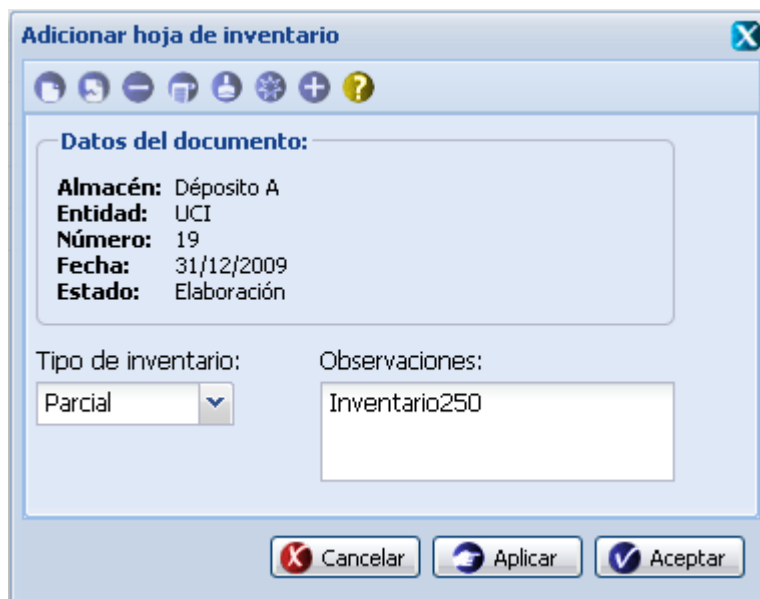 Adicionar hoja de inventario
?
Datos del documento:
Almacén: Déposito A
Entidad: UCI
Número: 19
Fecha: 31/12/2009
Estado: Elaboración
Tipo de inventario: Observaciones:
Parcial Inventario250
Cancelar Aplicar Aceptar